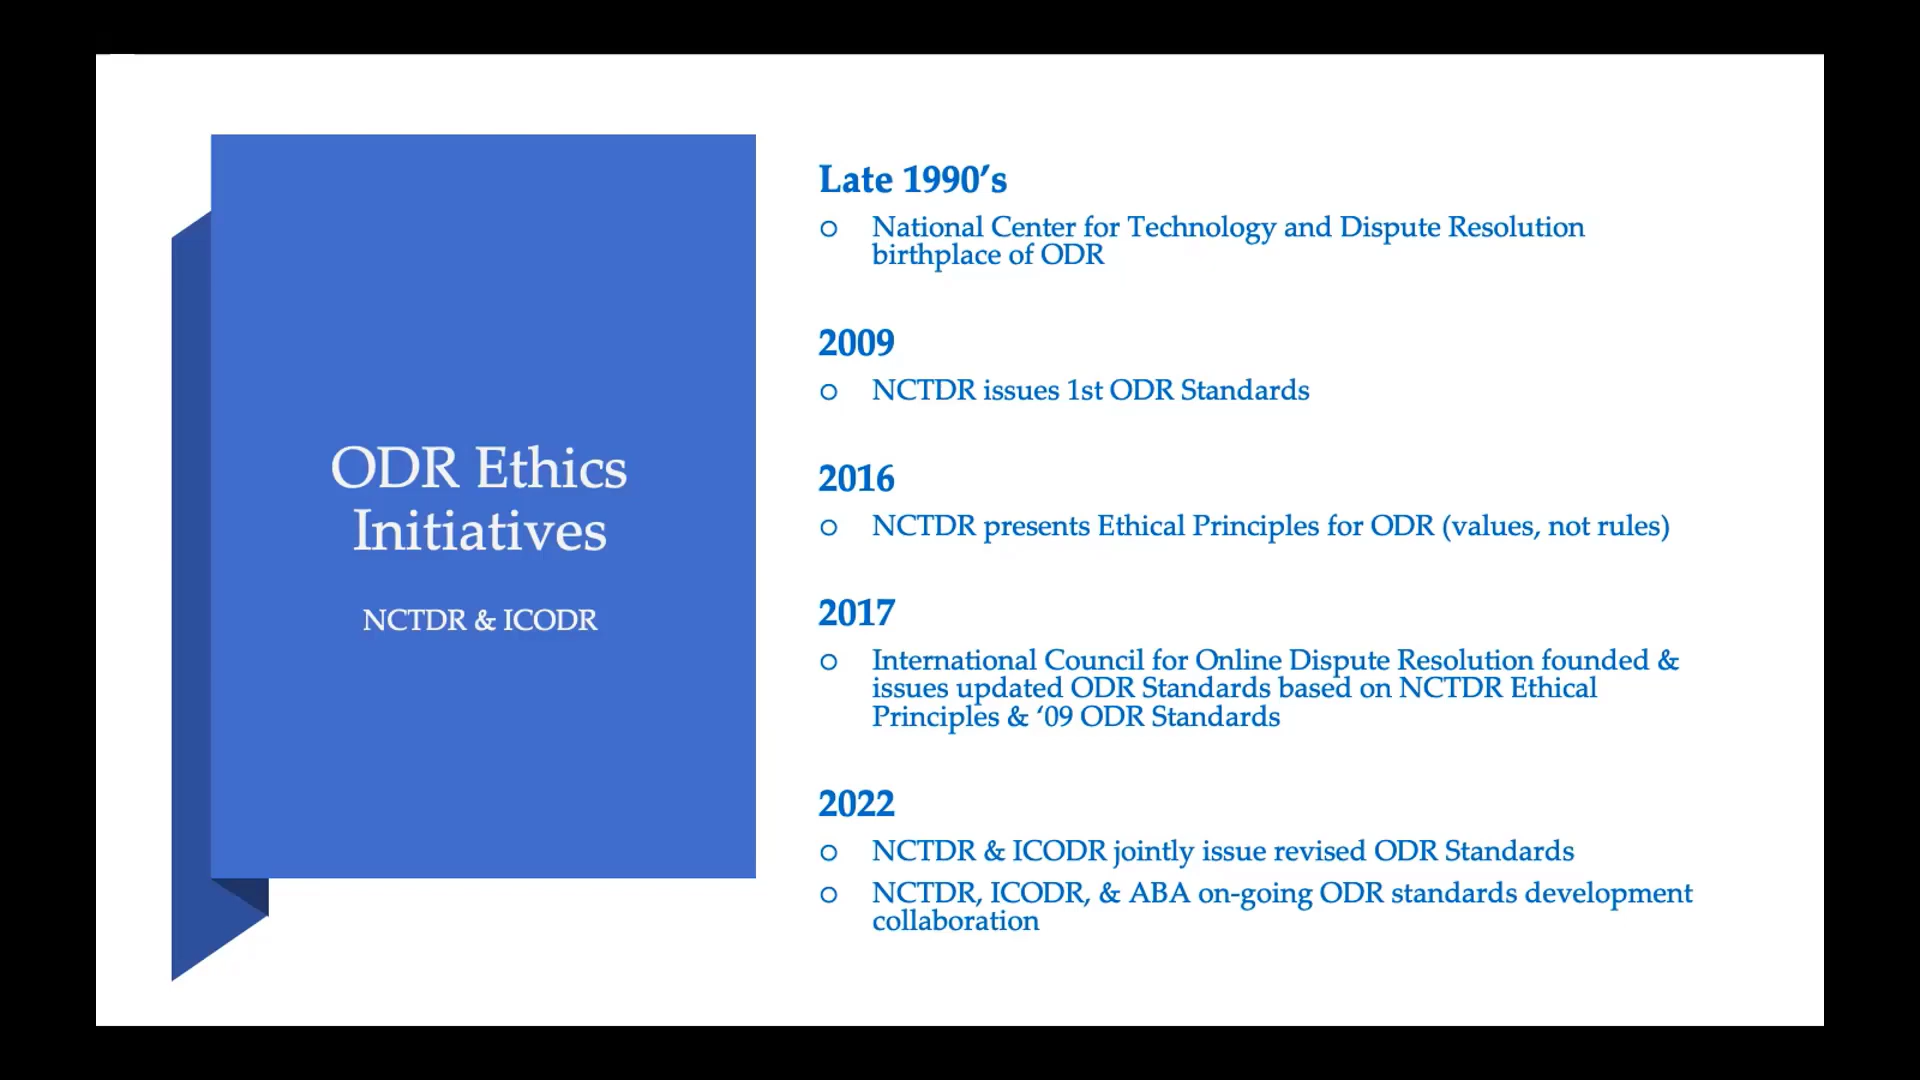 ODR Ethics
Initiatives
NCTDR & ICODR
Late 1990’s
o National Center for Technology and Dispute Resolution
birthplace of ODR
2009
o NCTDR issues 1st ODR Standards
2016
o NCTDR presents Ethical Principles for ODR (values, not rules)
2017
o International Council for Online Dispute Resolution founded &
issues updated ODR Standards based on NCTDR Ethical
Principles & ‘09 ODR Standards
2022
o NCTDR & ICODR jointly issue revised ODR Standards
o NCTDR, ICODR, & ABA on-going ODR standards development
collaboration